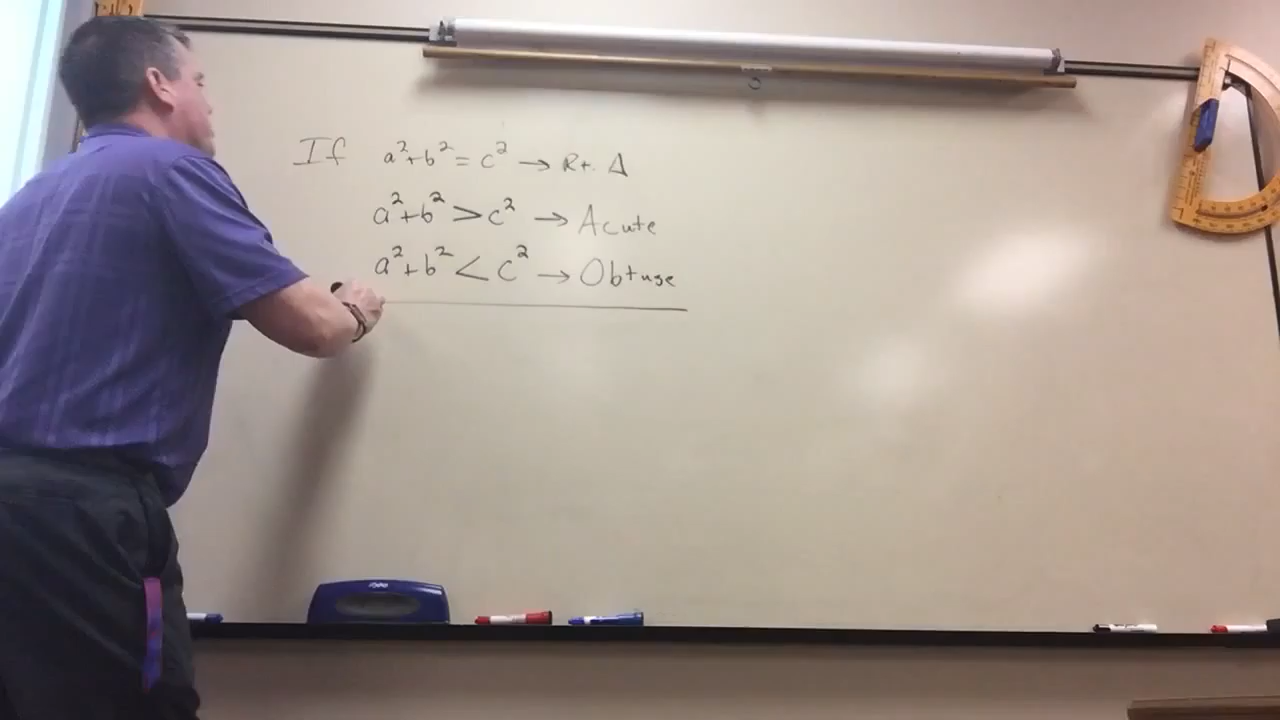 If a²+b² = c² → Rt. Δ
a²+b² > c² → Acute
a²+b² < c² → Obtuse